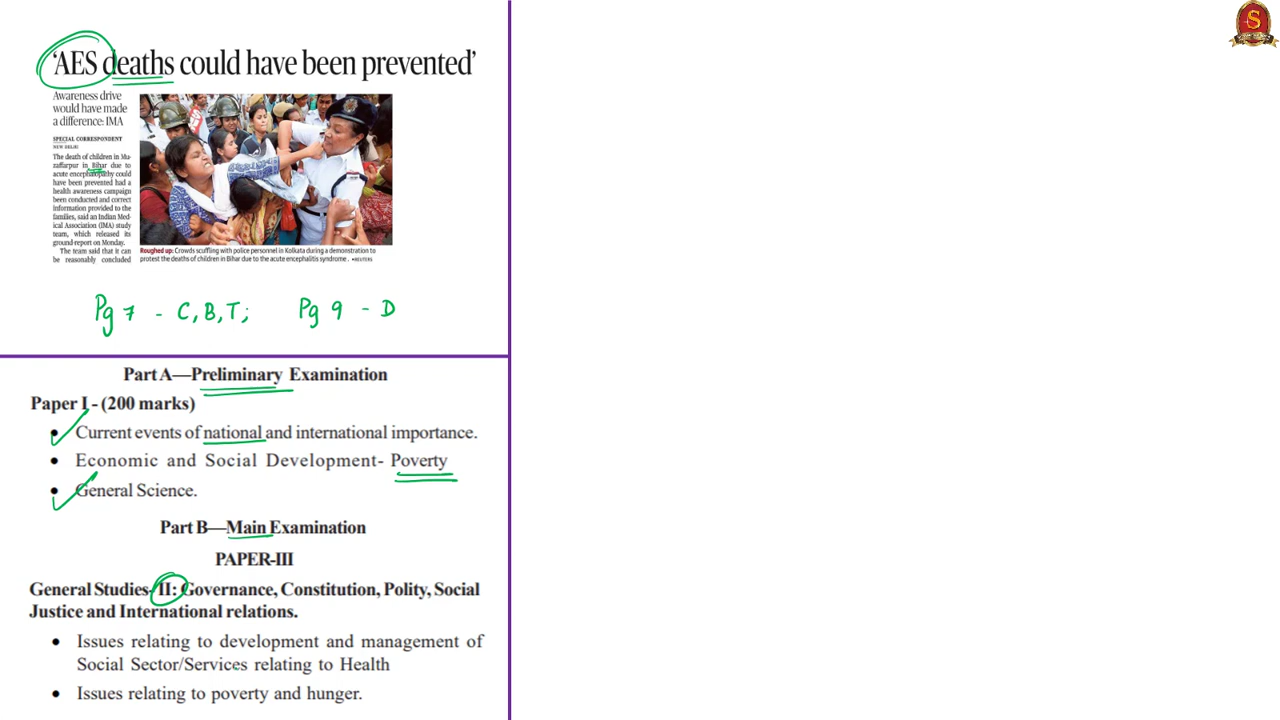 'AES deaths could have been prevented'
Awareness drive
would have made
a difference: IMA
SPECIAL CORRESPONDENT
NEW DELHI
The death of children in Mu-
zaffarpur in Bihar due to
acute encephalopathy could
have been prevented had a
health awareness campaign
been conducted and correct
information provided to the
families, said an Indian Med-
ical Association (IMA) study
team, which released its
ground report on Monday.
The team said that it can
be reasonably concluded
Roughed up: Crowds scuffling with police personnel in Kolkata during a demonstration to
protest the deaths of children in Bihar due to the acute encephalitis syndrome. •REUTERS
Pg 7 - C, B, T; Pg 9 - D
Part A—Preliminary Examination
Paper I - (200 marks)
• Current events of national and international importance.
• Economic and Social Development- Poverty
• General Science.
Part B—Main Examination
PAPER-III
General Studies-II: Governance, Constitution, Polity, Social
Justice and International relations.
• Issues relating to development and management of
Social Sector/Services relating to Health
• Issues relating to poverty and hunger.